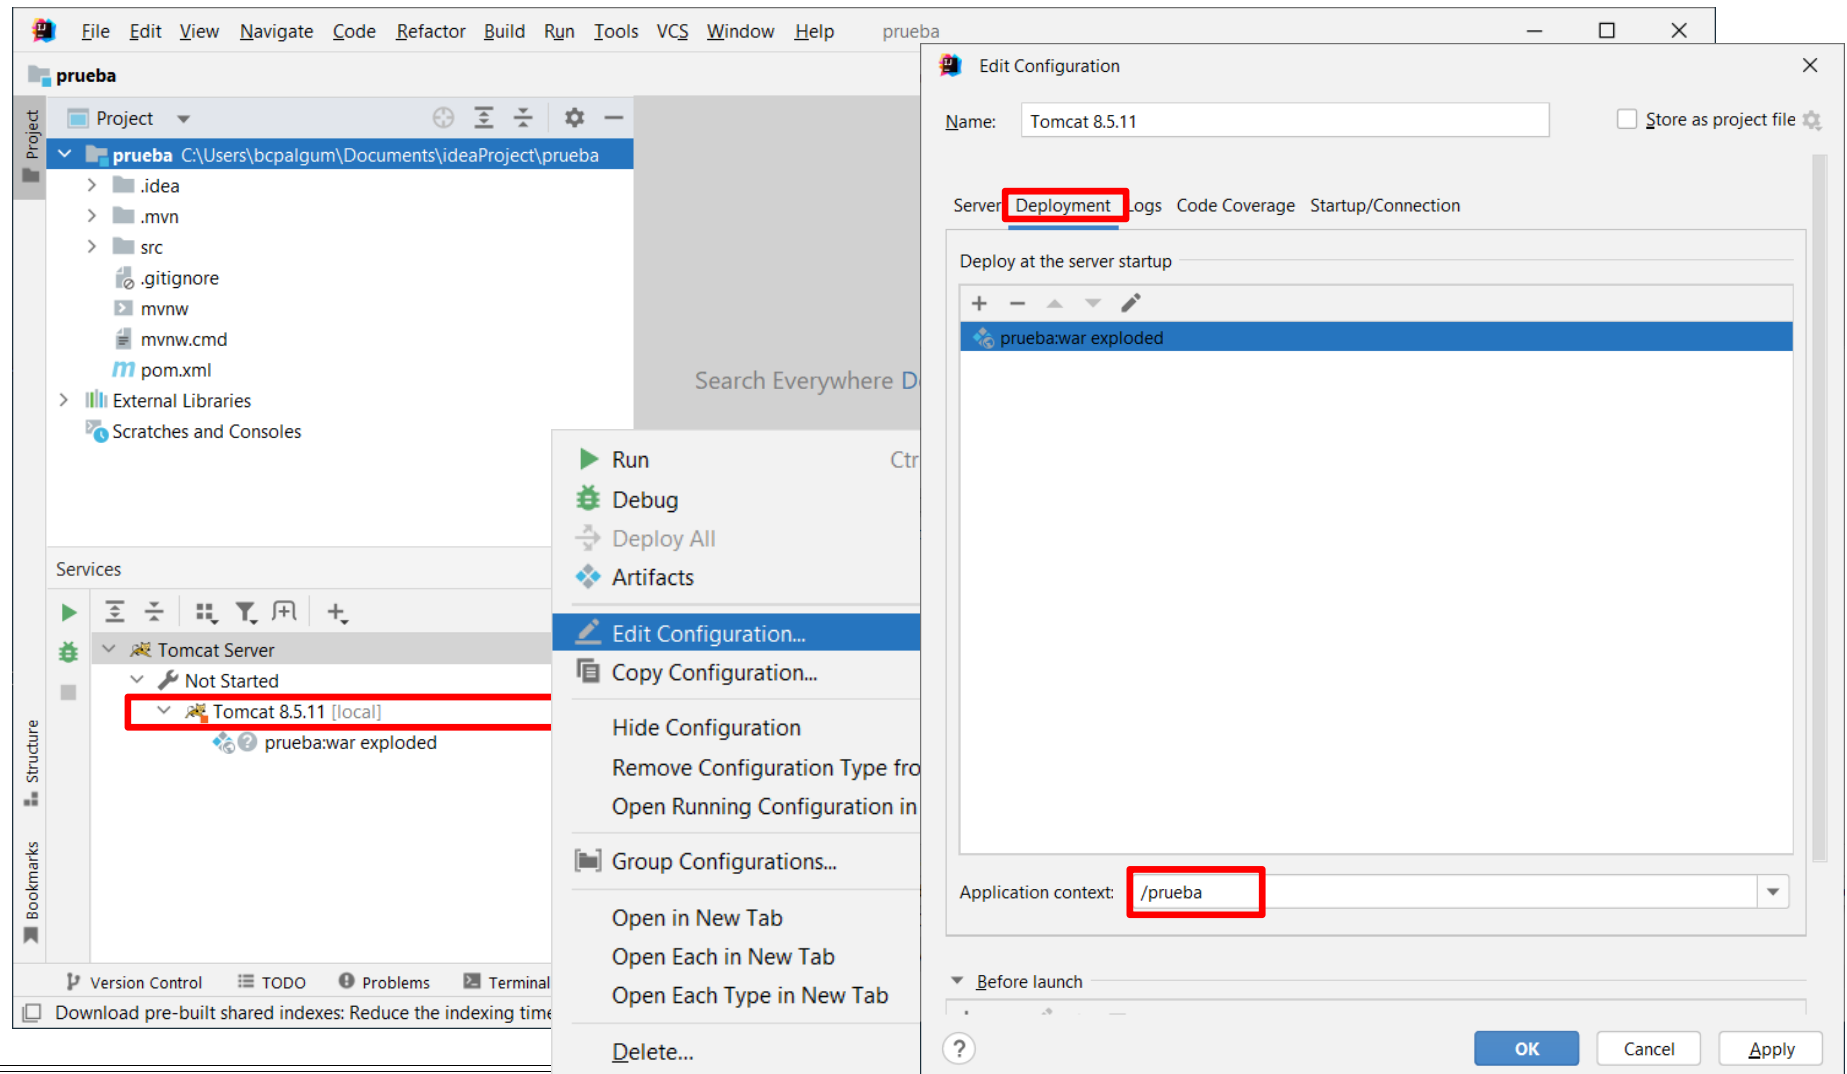 File Edit View Navigate Code Refactor Build Run Tools VCS Window Help prueba
prueba
Project
Project
prueba C:\Users\bcpalgum\Documents\ideaProject\prueba
.idea
.mvn
src
.gitignore
mvnw
mvnw.cmd
pom.xml
External Libraries
Scratches and Consoles
Search Everywhere
Services
Tomcat Server
Not Started
Tomcat 8.5.11 [local]
prueba:war exploded
Structure
Bookmarks
Version Control TODO Problems Terminal
Download pre-built shared indexes: Reduce the indexing time
Run Ctr
Debug
Deploy All
Artifacts
Edit Configuration...
Copy Configuration...
Hide Configuration
Remove Configuration Type fro
Open Running Configuration in
Group Configurations...
Open in New Tab
Open Each in New Tab
Open Each Type in New Tab
Delete...
Edit Configuration
Name: Tomcat 8.5.11 Store as project file
Server Deployment Logs Code Coverage Startup/Connection
Deploy at the server startup
prueba:war exploded
Application context: /prueba
Before launch
? OK Cancel Apply